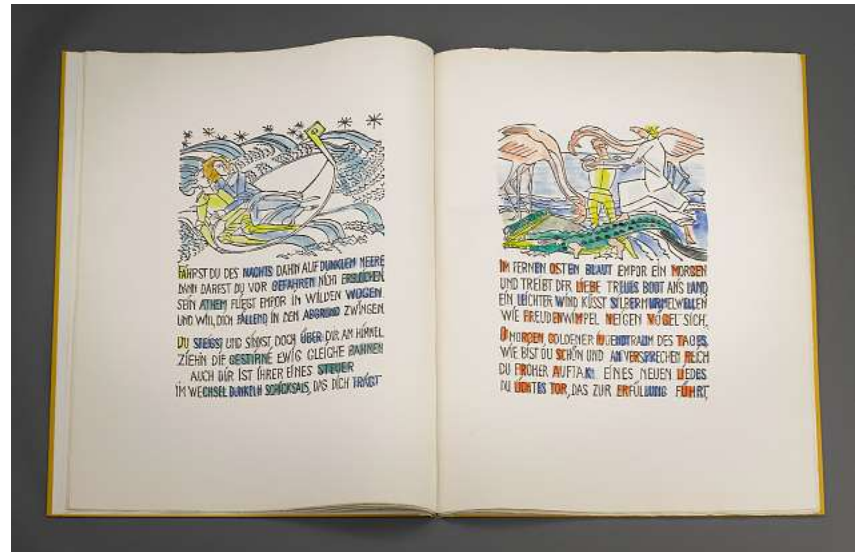 FÄHRST DU DES NACHTS DAHIN AUF DUNKLEM MEERE
DANN DARFST DU VOR GEFAHREN NICHT ERBLEICHEN.
SEIN ATHEM FLIEGT EMPOR IN WILDEN WOGEN
UND WILL DICH FALLEND IN DEN ABGRUND ZWINGEN.
DU STEIGST UND SINKST DOCH ÜBER DIR AM HIMMEL
ZIEHN DIE GESTIRNE EWIG GLEICHE BAHNEN
AUCH DIR IST IHRER EINES STEUER
IM WECHSEL DUNKELN SCHICKSALS, DAS DICH TRÄGT
IM FERNEN OSTEN BLAUT EMPOR EIN MORGEN
UND TREIBT DER LIEBE TREUES BOOT ANS LAND
EIN LEICHTER WIND KÜSST SILBERMURMELWELLEN
WIE FREUDENWIMPEL NEIGEN VÖGEL SICH.
O MORGEN, GOLDENER JUGENDTRAUM DES TAGES,
WIE BIST DU SCHÖN UND AN VERSPRECHEN REICH
DU FROHER AUFTAKT EINES NEUEN LIEDES
DU LICHTES TOR, DAS ZUR ERFÜLLUNG FÜHRT,